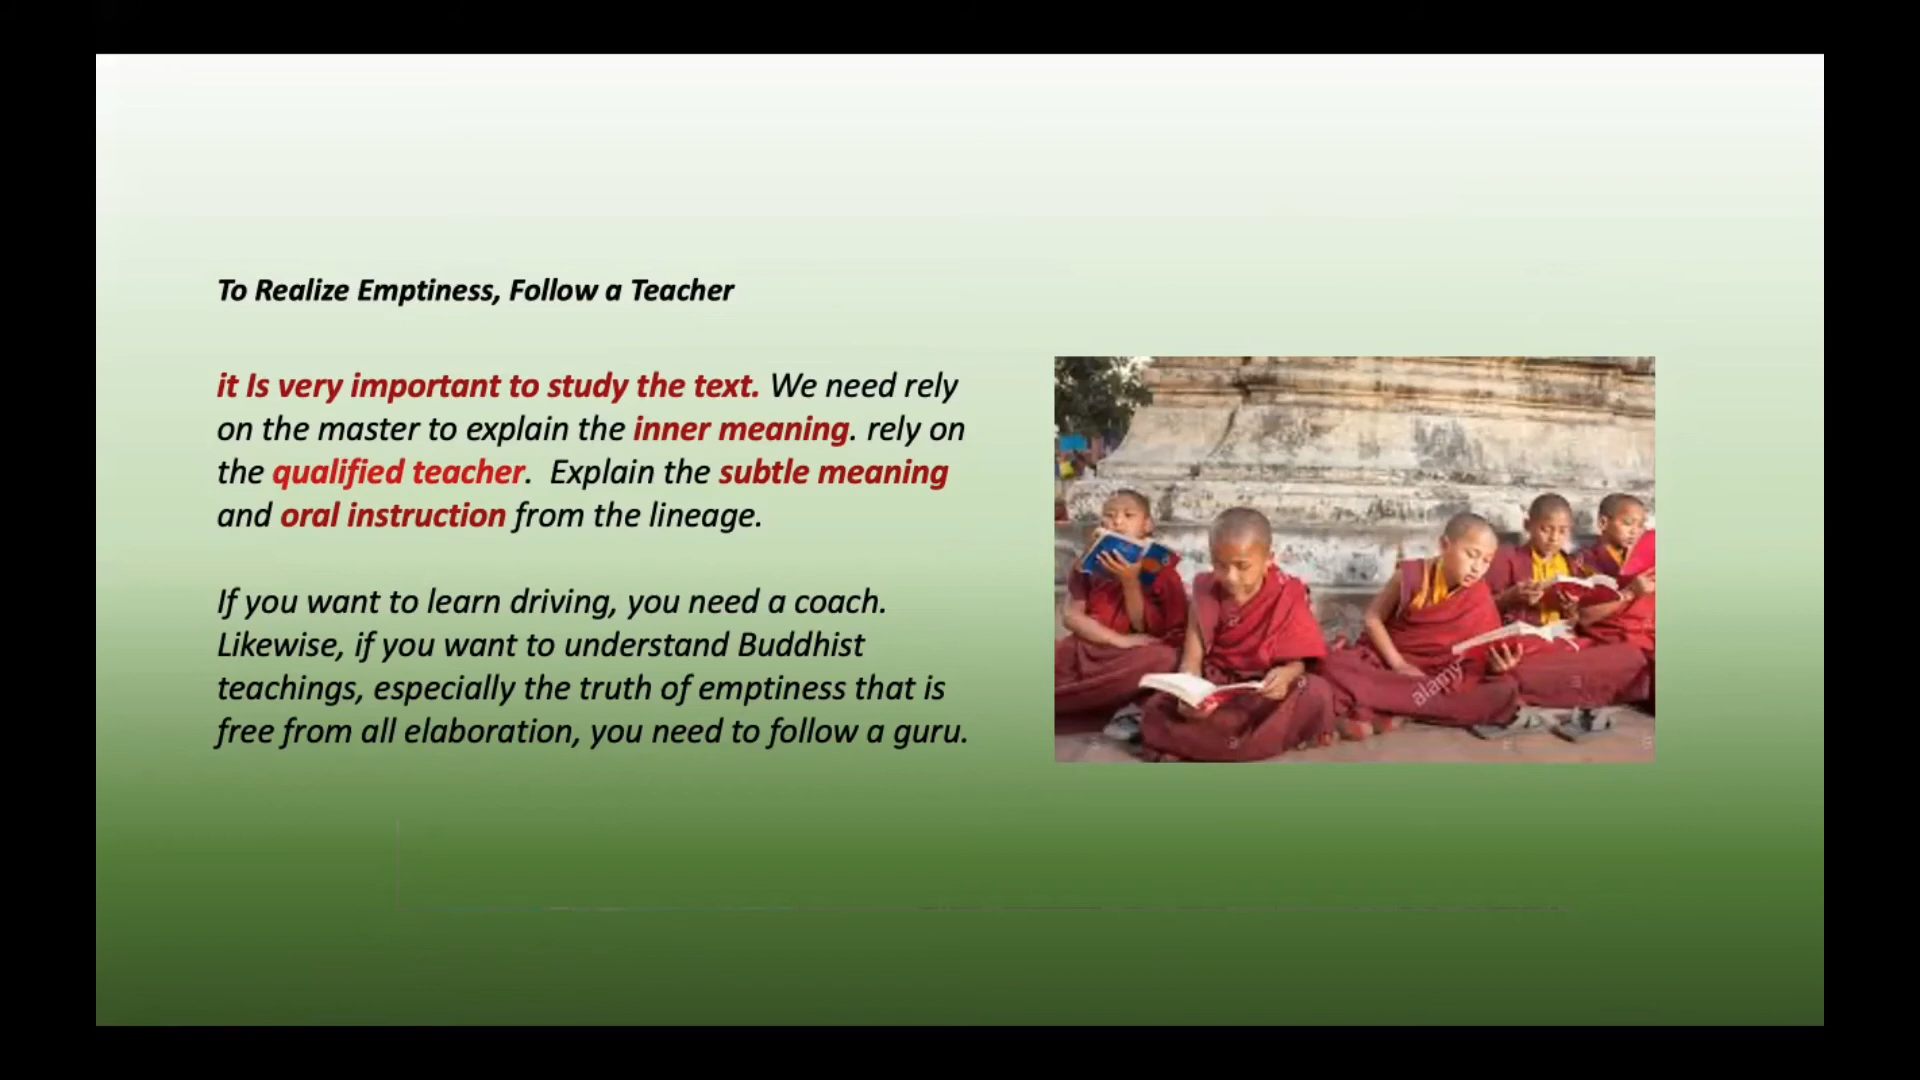 To Realize Emptiness, Follow a Teacher
it Is very important to study the text. We need rely
on the master to explain the inner meaning. rely on
the qualified teacher.  Explain the subtle meaning
and oral instruction from the lineage.
If you want to learn driving, you need a coach.
Likewise, if you want to understand Buddhist
teachings, especially the truth of emptiness that is
free from all elaboration, you need to follow a guru.
alamy